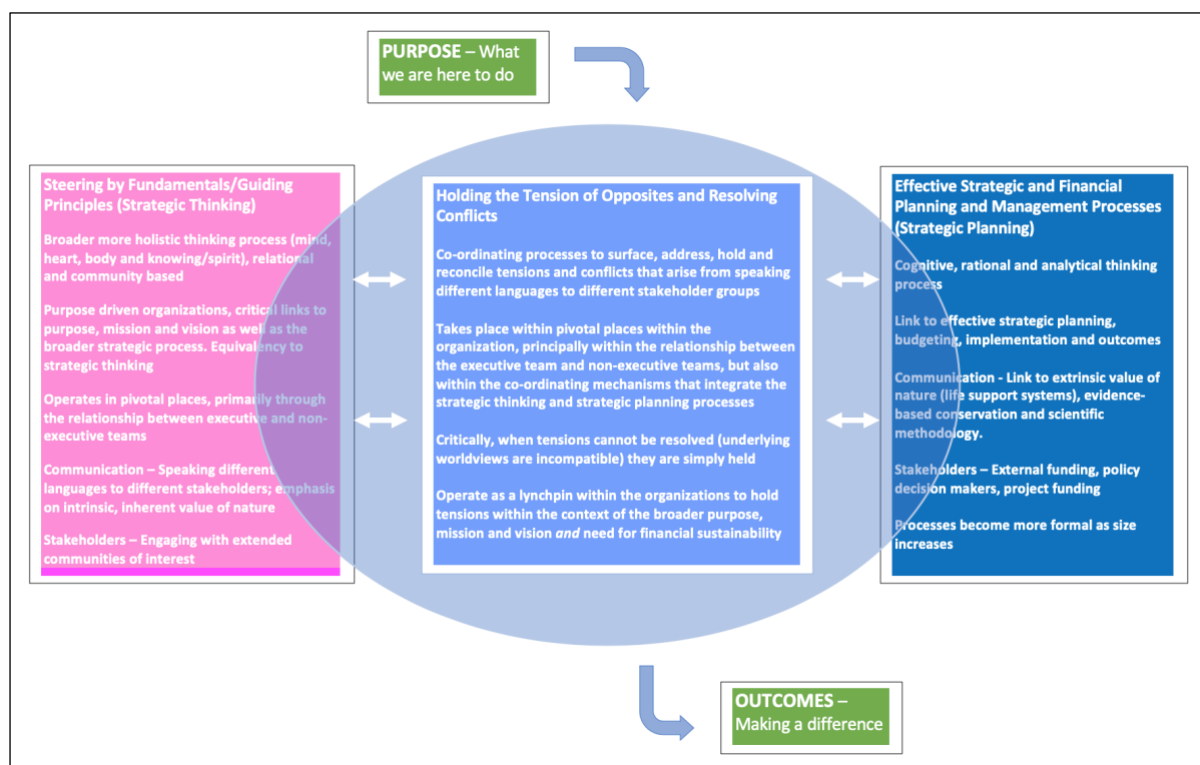 PURPOSE – What
we are here to do
Steering by Fundamentals/Guiding
Principles (Strategic Thinking)
Broader more holistic thinking process (mind,
heart, body and knowing/spirit), relational
and community based
Purpose driven organizations, critical links to
purpose, mission and vision as well as the
broader strategic process. Equivalency to
strategic thinking
Operates in pivotal places, primarily through
the relationship between executive and non-
executive teams
Communication – Speaking different
languages to different stakeholders; emphasis
on intrinsic, inherent value of nature
Stakeholders – Engaging with extended
communities of interest
Holding the Tension of Opposites and Resolving
Conflicts
Co-ordinating processes to surface, address, hold and
reconcile tensions and conflicts that arise from speaking
different languages to different stakeholder groups
Takes place within pivotal places within the
organization, principally within the relationship between
the executive team and non-executive teams, but also
within the co-ordinating mechanisms that integrate the
strategic thinking and strategic planning processes
Critically, when tensions cannot be resolved (underlying
worldviews are incompatible) they are simply held
Operate as a lynchpin within the organizations to hold
tensions within the context of the broader purpose,
mission and vision and need for financial sustainability
Effective Strategic and Financial
Planning and Management Processes
(Strategic Planning)
Cognitive, rational and analytical thinking
process
Link to effective strategic planning,
budgeting, implementation and outcomes
Communication - Link to extrinsic value of
nature (life support systems), evidence-
based conservation and scientific
methodology.
Stakeholders – External funding, policy
decision makers, project funding
Processes become more formal as size
increases
OUTCOMES –
Making a difference